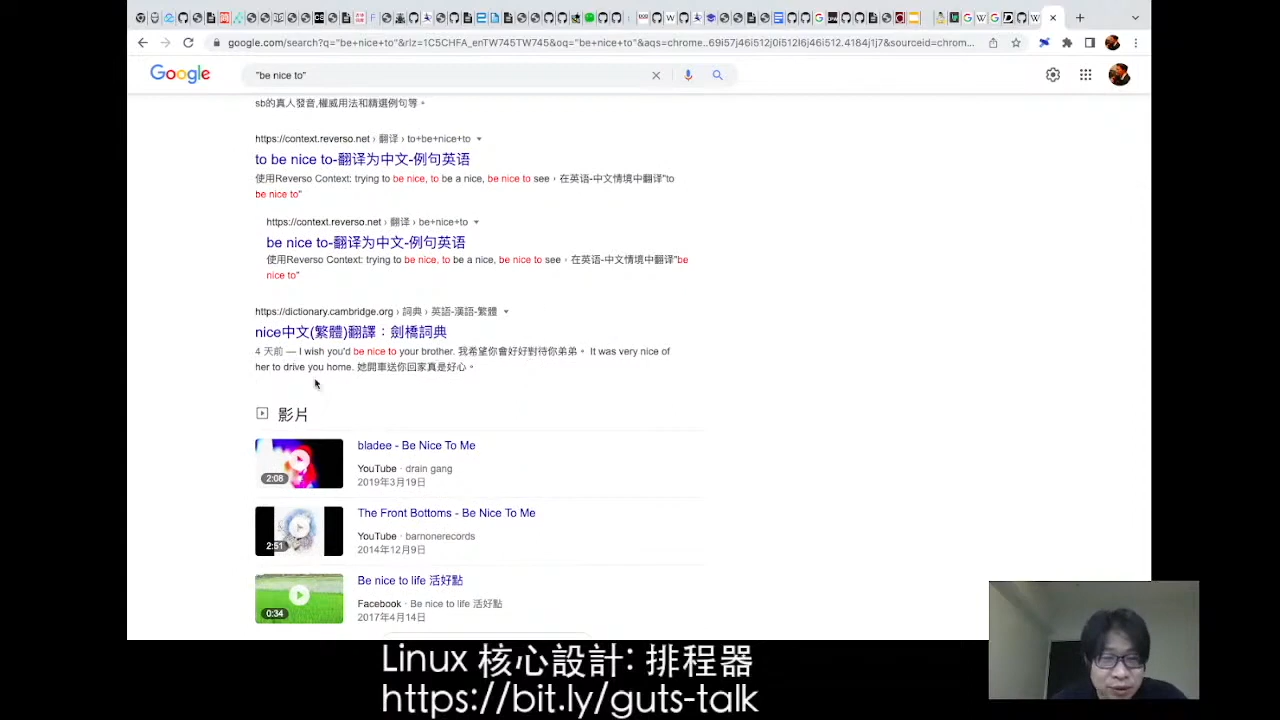 google.com/search?q="be+nice+to"&rlz=1C5CHFA_enTW745TW745&oq="be+nice+to"&aqs=chrome..69i57j46i512j0i512l6j46i512.4184j1j7&sourceid=chrom...
Google
"be nice to"
sb的真人發音,權威用法和精選例句等。
https://context.reverso.net › 翻译 › to+be+nice+to
to be nice to-翻译为中文-例句英语
使用Reverso Context: trying to be nice, to be a nice, be nice to see,在英语-中文情境中翻译"to
be nice to"
https://context.reverso.net › 翻译 › be+nice+to
be nice to-翻译为中文-例句英语
使用Reverso Context: trying to be nice, to be a nice, be nice to see,在英语-中文情境中翻译"be
nice to"
https://dictionary.cambridge.org › 詞典 › 英語-漢語-繁體
nice中文(繁體)翻譯:劍橋詞典
4 天前 — I wish you'd be nice to your brother. 我希望你會好好對待你弟弟。 It was very nice of
her to drive you home. 她開車送你回家真是好心。
影片
bladee - Be Nice To Me
YouTube · drain gang
2019年3月19日
2:08
The Front Bottoms - Be Nice To Me
YouTube · barnonerecords
2014年12月9日
2:51
Be nice to life 活好點
Facebook · Be nice to life 活好點
2017年4月14日
0:34
Linux 核心設計: 排程器
https://bit.ly/guts-talk